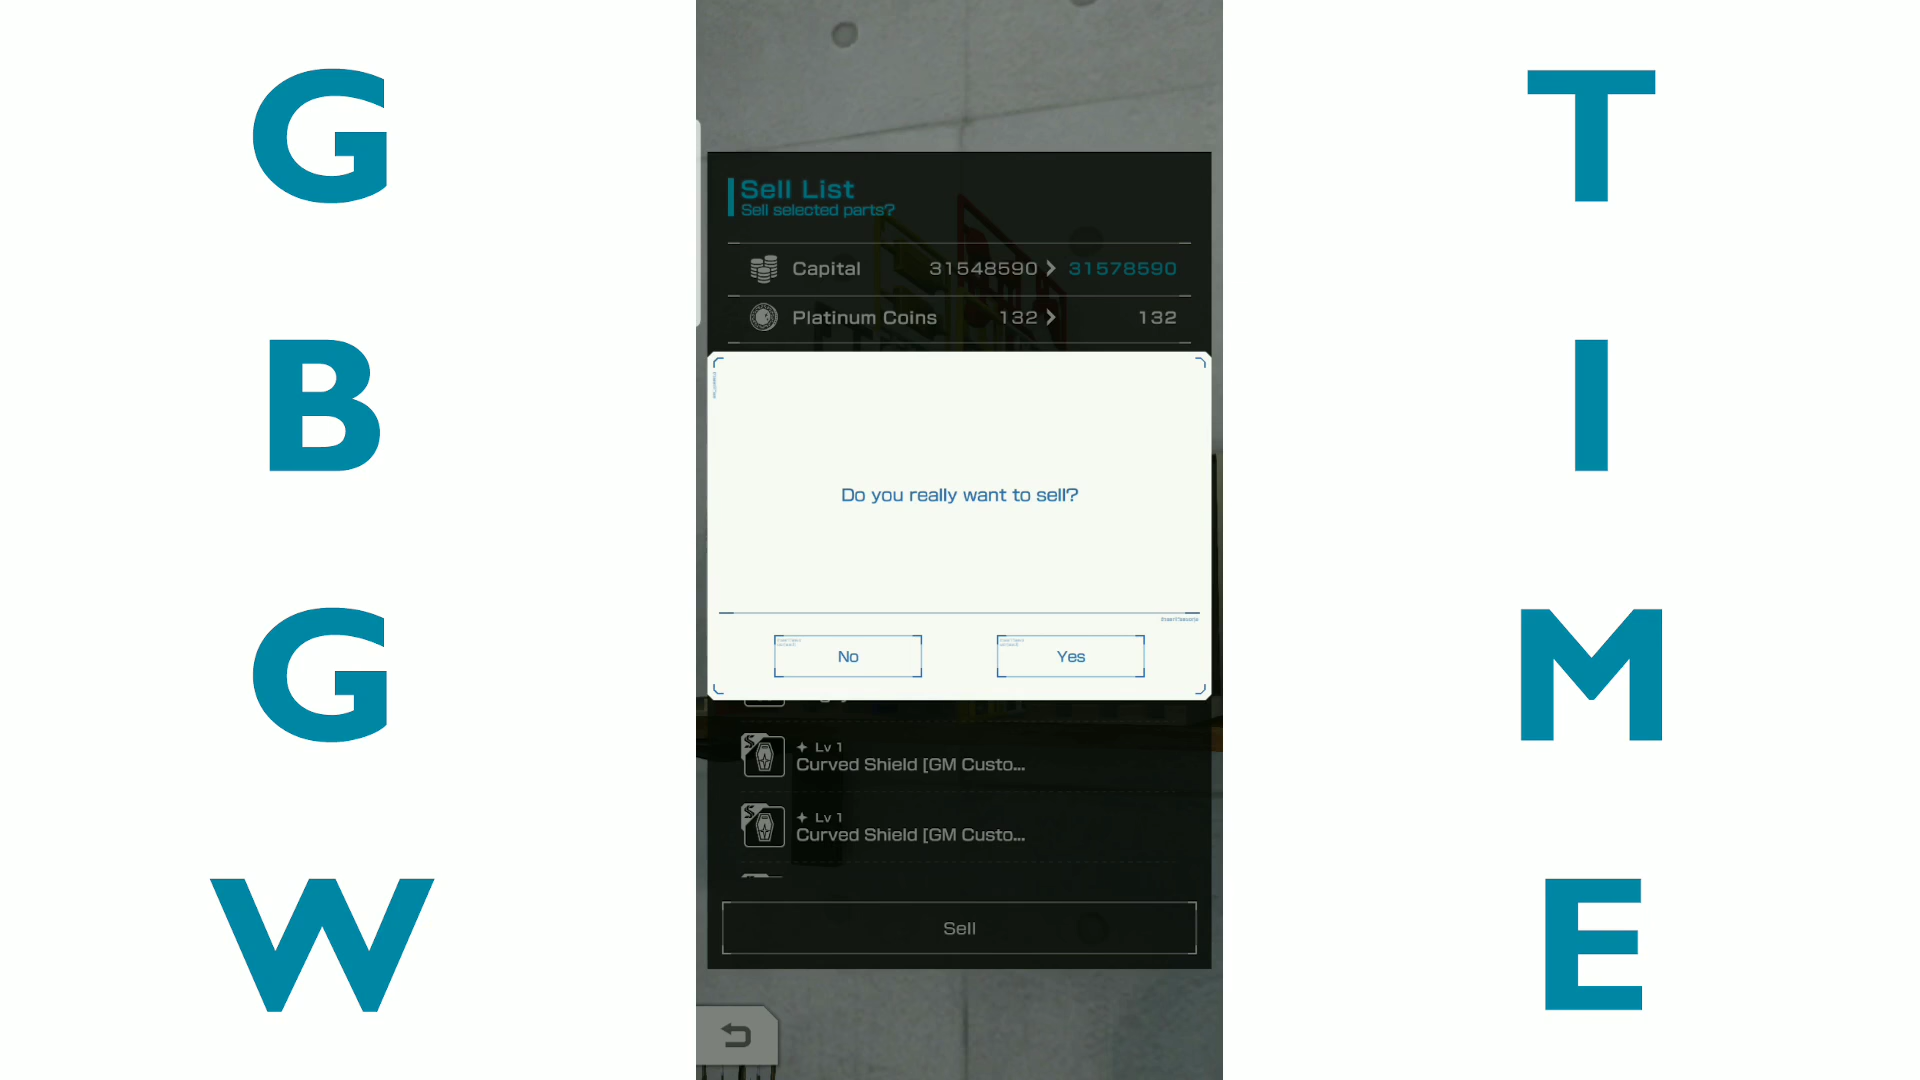 G
B
G
W
Sell List
Sell selected parts?
Capital 31548590 > 31578590
Platinum Coins 132 > 132
Do you really want to sell?
No
Yes
Lv 1
Curved Shield [GM Custo...
Lv 1
Curved Shield [GM Custo...
Sell
T
I
M
E